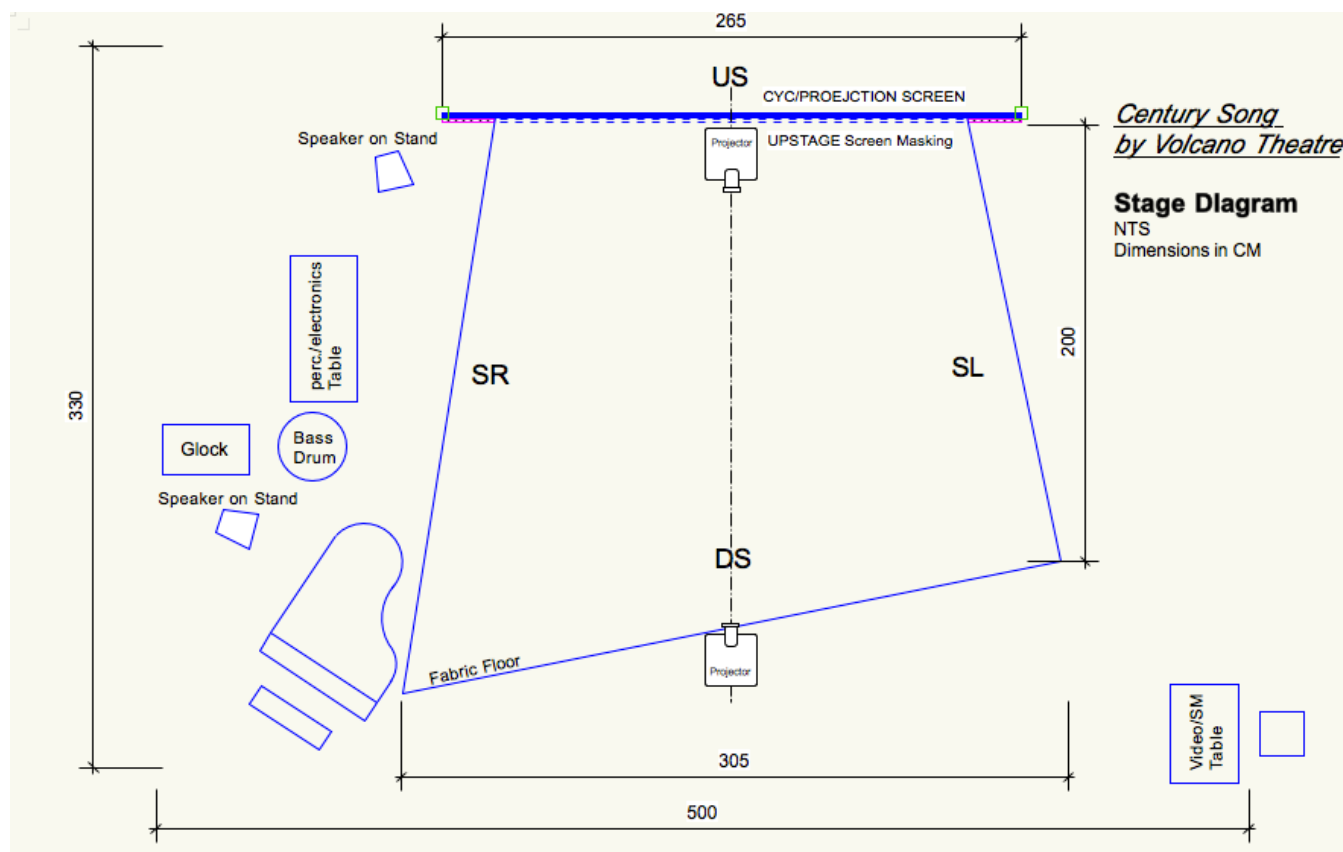 265
US
CYC/PROEJCTION SCREEN
Century Song
by Volcano Theatre
Speaker on Stand
Projector
UPSTAGE Screen Masking
Stage DIagram
NTS
Dimensions in CM
perc./electronics
Table
200
SR
SL
330
Bass
Drum
Glock
Speaker on Stand
DS
Fabric Floor
Projector
Video/SM
Table
305
500